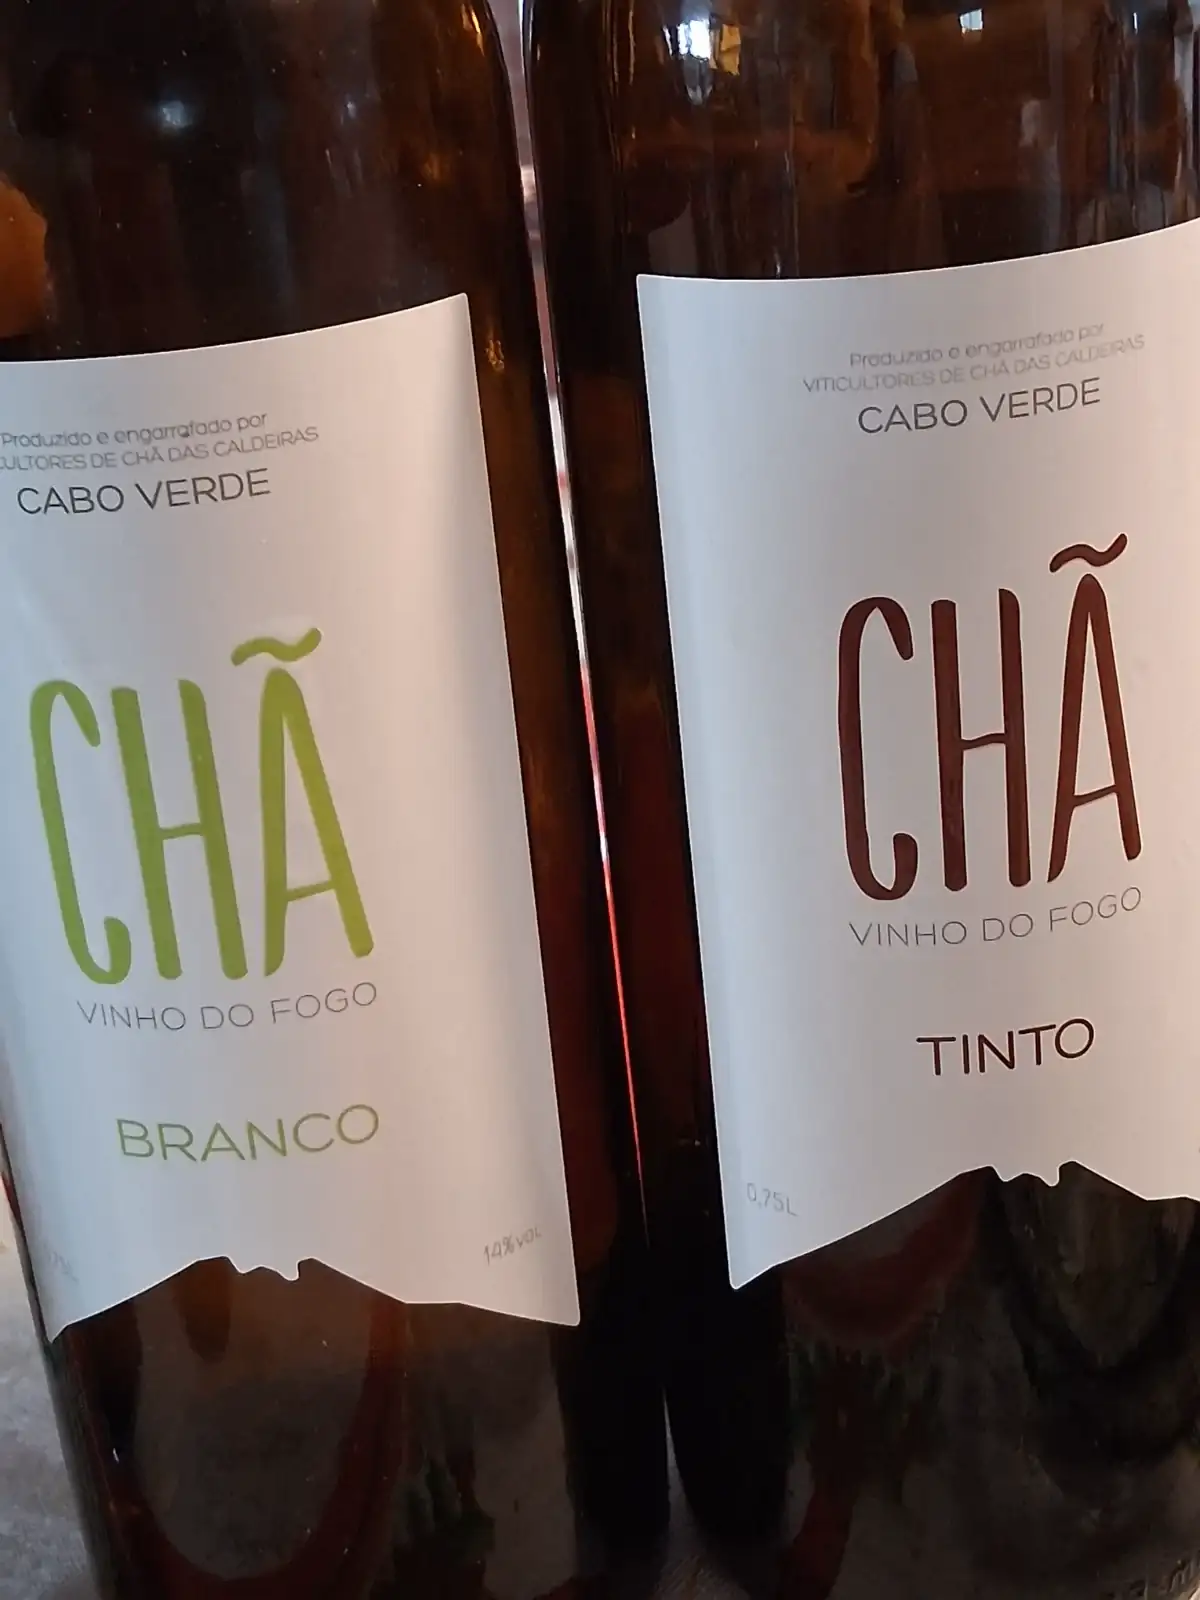 Produzido e engarrafado por
CULTORES DE CHÃ DAS CALDEIRAS
CABO VERDE
CHÃ
VINHO DO FOGO
BRANCO
14%VOL
Produzido e engarrafado por
VITICULTORES DE CHÃ DAS CALDEIRAS
CABO VERDE
CHÃ
VINHO DO FOGO
TINTO
0,75L